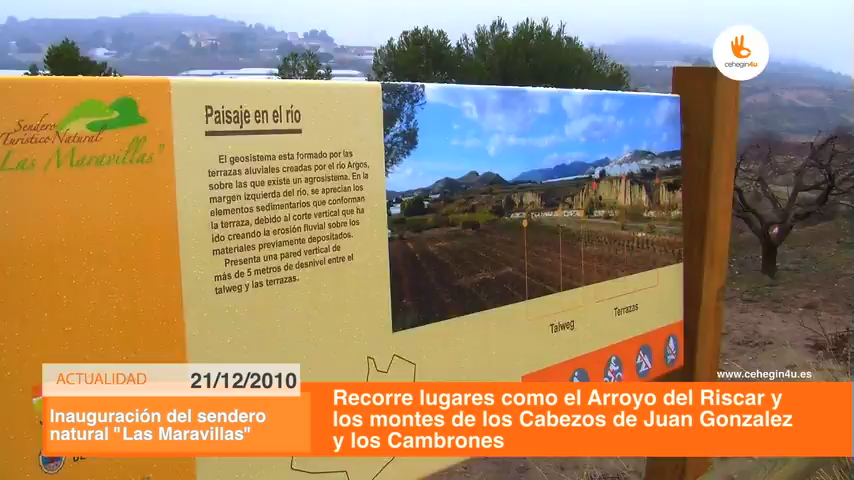 cehegin4u
Sendero
Turístico Natural
"Las Maravillas"
Paisaje en el río
El geosistema esta formado por las
terrazas aluviales creadas por el río Argos,
sobre las que existe un agrosistema. En la
margen izquierda del río, se aprecian los
elementos sedimentarios que conforman
la terraza, debido al corte vertical que ha
ido creando la erosión fluvial sobre los
materiales previamente depositados.
Presenta una pared vertical de
más de 5 metros de desnivel entre el
talweg y las terrazas.
Talweg
Terrazas
www.cehegin4u.es
ACTUALIDAD
21/12/2010
Inauguración del sendero
natural "Las Maravillas"
Recorre lugares como el Arroyo del Riscar y
los montes de los Cabezos de Juan Gonzalez
y los Cambrones